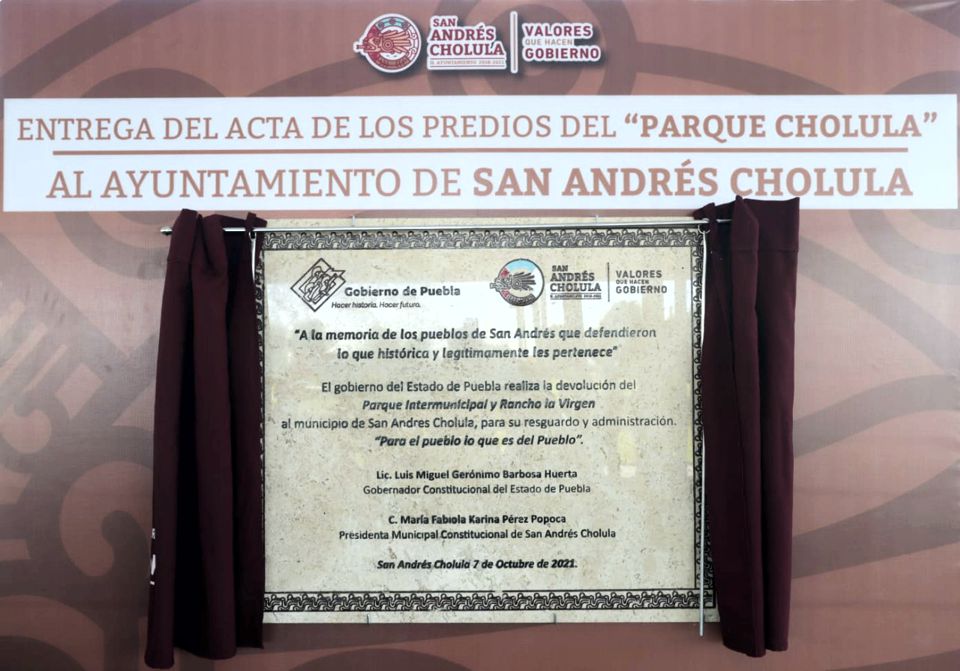 SAN
ANDRÉS
CHOLULA
H. AYUNTAMIENTO 2018-2021
VALORES
QUE HACEN
GOBIERNO
ENTREGA DEL ACTA DE LOS PREDIOS DEL “PARQUE CHOLULA”
AL AYUNTAMIENTO DE SAN ANDRÉS CHOLULA
Gobierno de Puebla
Hacer historia. Hacer futuro.
SAN
ANDRÉS
CHOLULA
H. AYUNTAMIENTO 2018-2021
VALORES
QUE HACEN
GOBIERNO
“A la memoria de los pueblos de San Andrés que defendieron
lo que histórica y legítimamente les pertenece”
El gobierno del Estado de Puebla realiza la devolución del
Parque Intermunicipal y Rancho la Virgen
al municipio de San Andres Cholula, para su resguardo y administración.
“Para el pueblo lo que es del Pueblo”.
Lic. Luis Miguel Gerónimo Barbosa Huerta
Gobernador Constitucional del Estado de Puebla
C. María Fabiola Karina Pérez Popoca
Presidenta Municipal Constitucional de San Andrés Cholula
San Andrés Cholula 7 de Octubre de 2021.